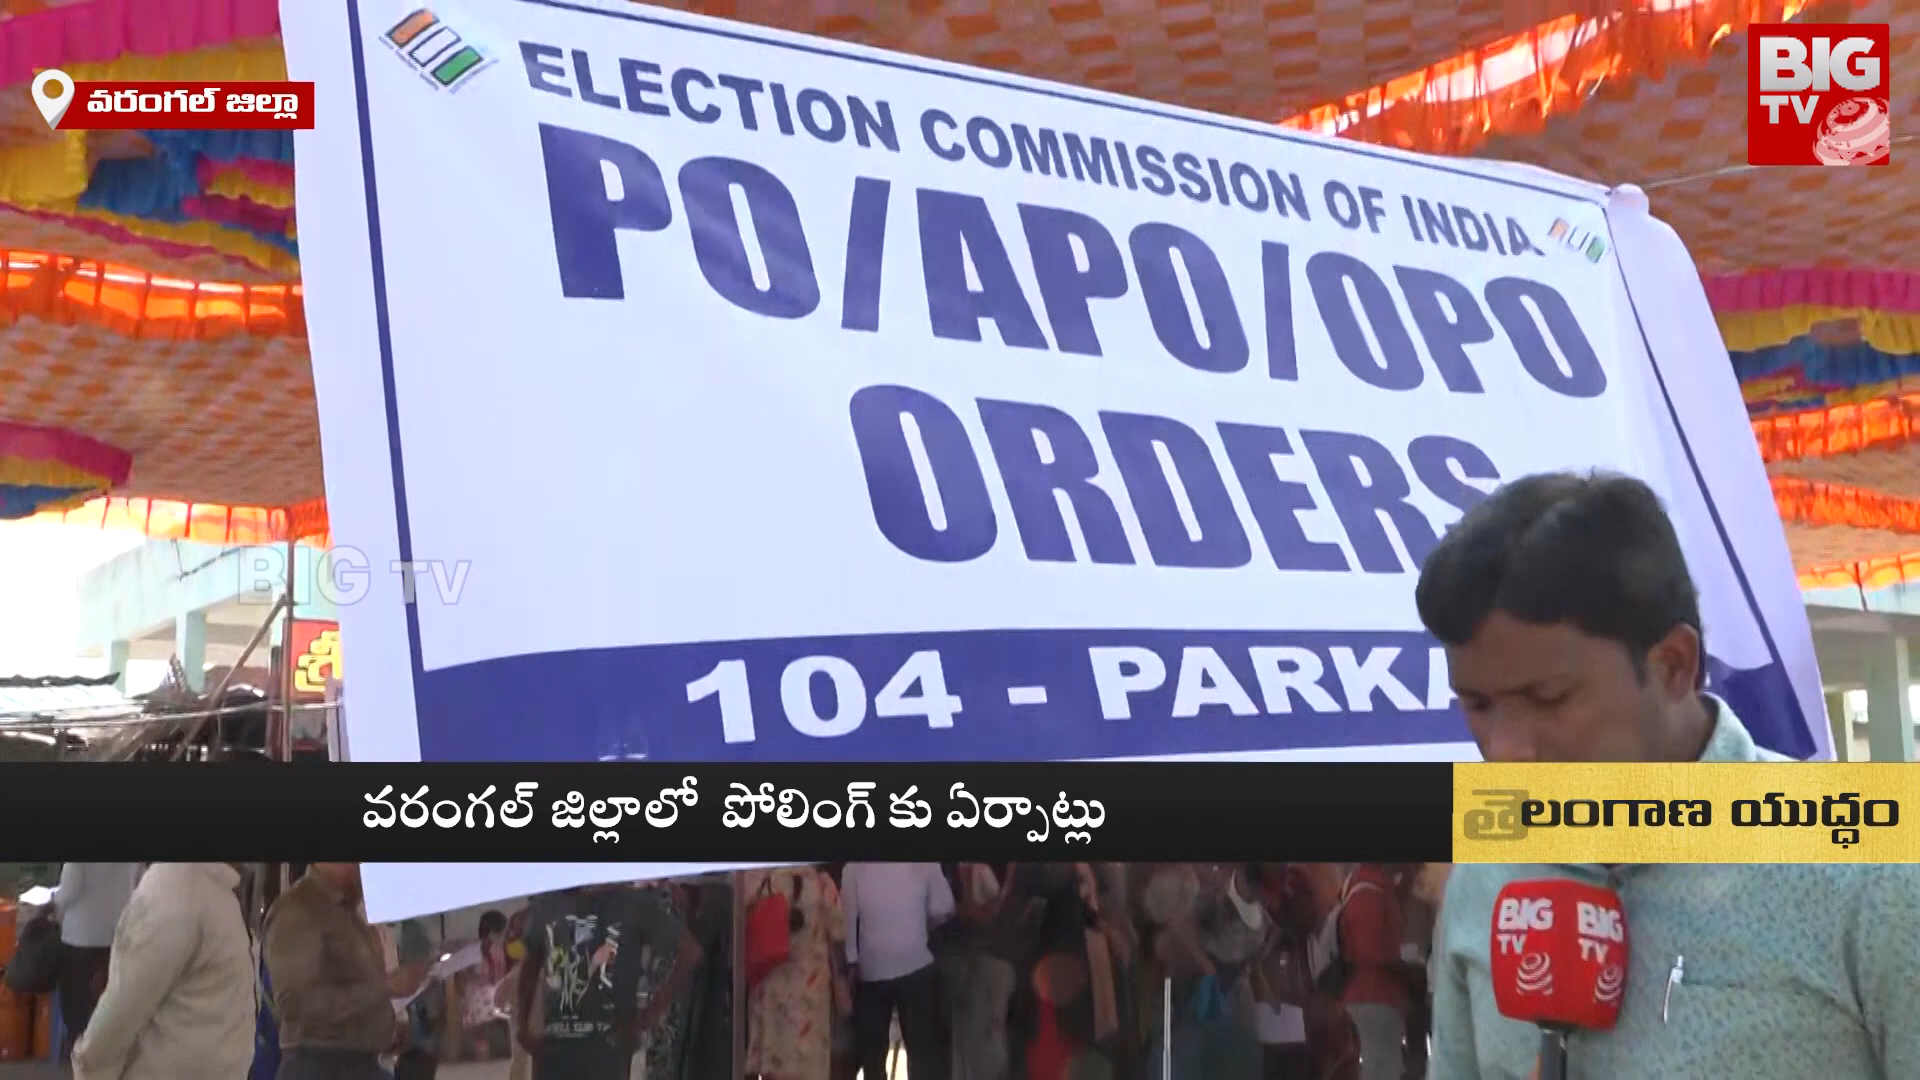 వరంగల్ జిల్లా
BIG
TV
ELECTION COMMISSION OF INDIA
PO/APO/OPO
ORDERS
BIG TV
104 - PARKA
వరంగల్ జిల్లాలో పోలింగ్ కు ఏర్పాట్లు
తెలంగాణ యుద్ధం
BIG
TV
BIG
TV